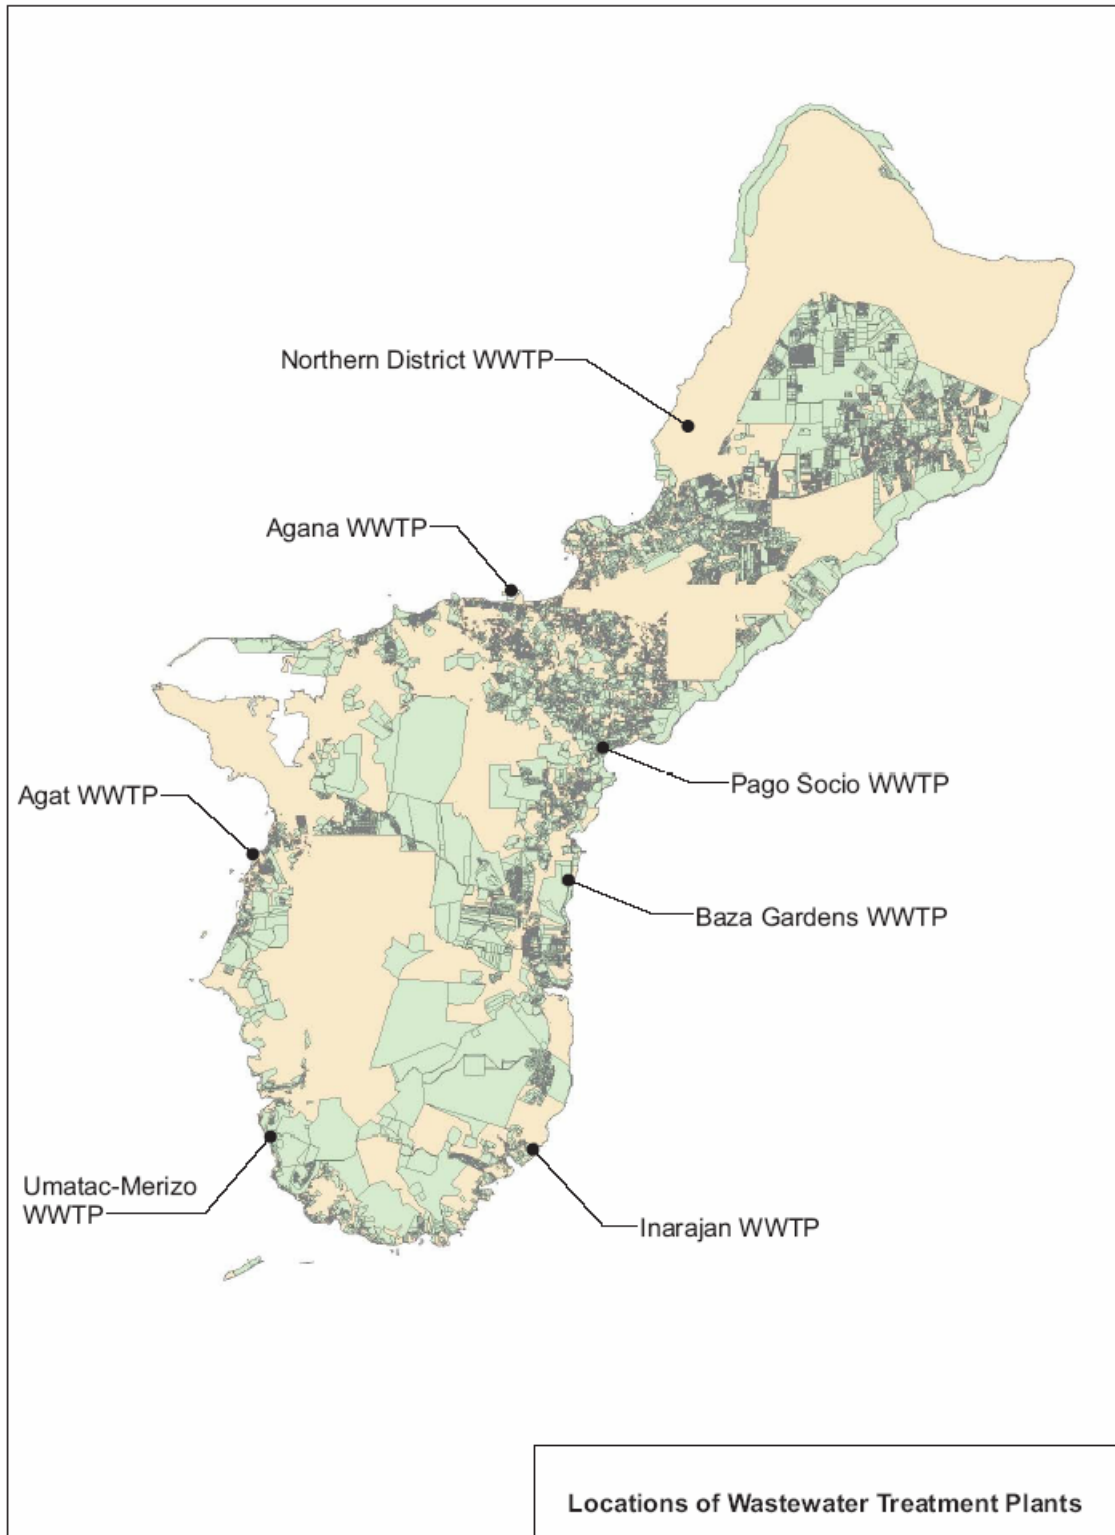 Northern District WWTP
Agana WWTP
Pago Socio WWTP
Agat WWTP
Baza Gardens WWTP
Umatac-Merizo
WWTP
Inarajan WWTP
Locations of Wastewater Treatment Plants